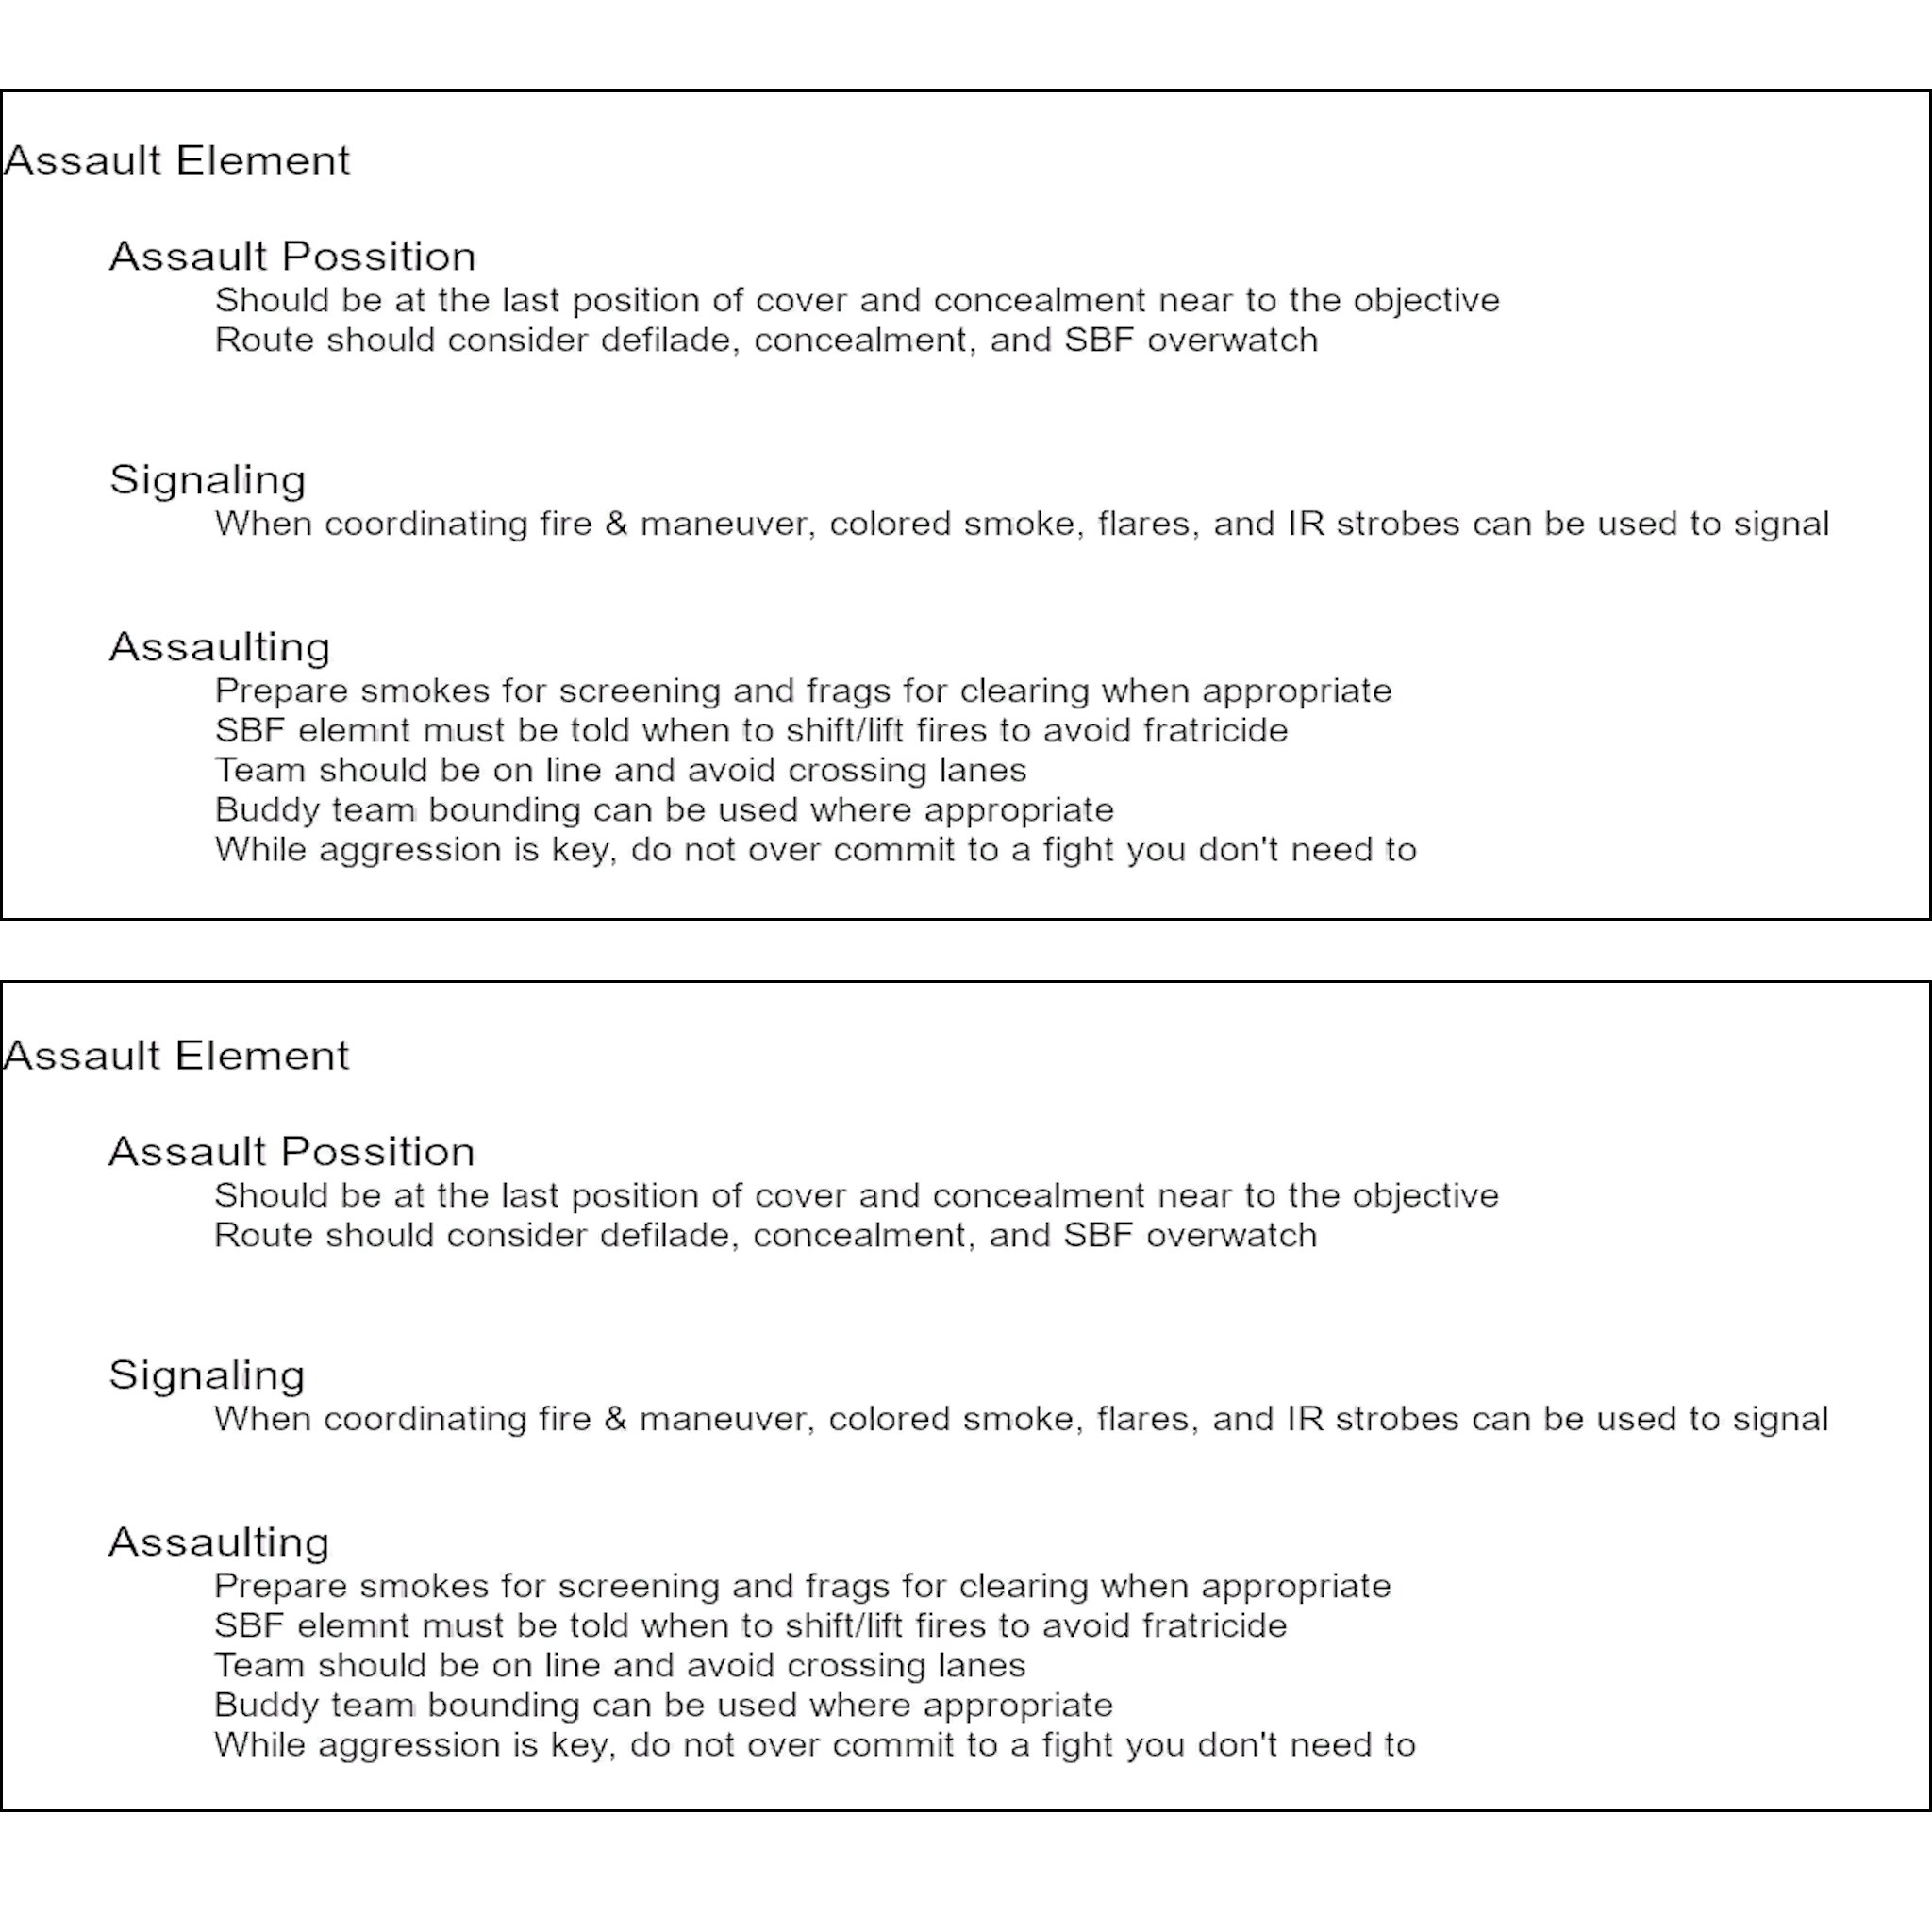 Assault Element
Assault Possition
Should be at the last position of cover and concealment near to the objective
Route should consider defilade, concealment, and SBF overwatch
Signaling
When coordinating fire & maneuver, colored smoke, flares, and IR strobes can be used to signal
Assaulting
Prepare smokes for screening and frags for clearing when appropriate
SBF elemnt must be told when to shift/lift fires to avoid fratricide
Team should be on line and avoid crossing lanes
Buddy team bounding can be used where appropriate
While aggression is key, do not over commit to a fight you don't need to
Assault Element
Assault Possition
Should be at the last position of cover and concealment near to the objective
Route should consider defilade, concealment, and SBF overwatch
Signaling
When coordinating fire & maneuver, colored smoke, flares, and IR strobes can be used to signal
Assaulting
Prepare smokes for screening and frags for clearing when appropriate
SBF elemnt must be told when to shift/lift fires to avoid fratricide
Team should be on line and avoid crossing lanes
Buddy team bounding can be used where appropriate
While aggression is key, do not over commit to a fight you don't need to